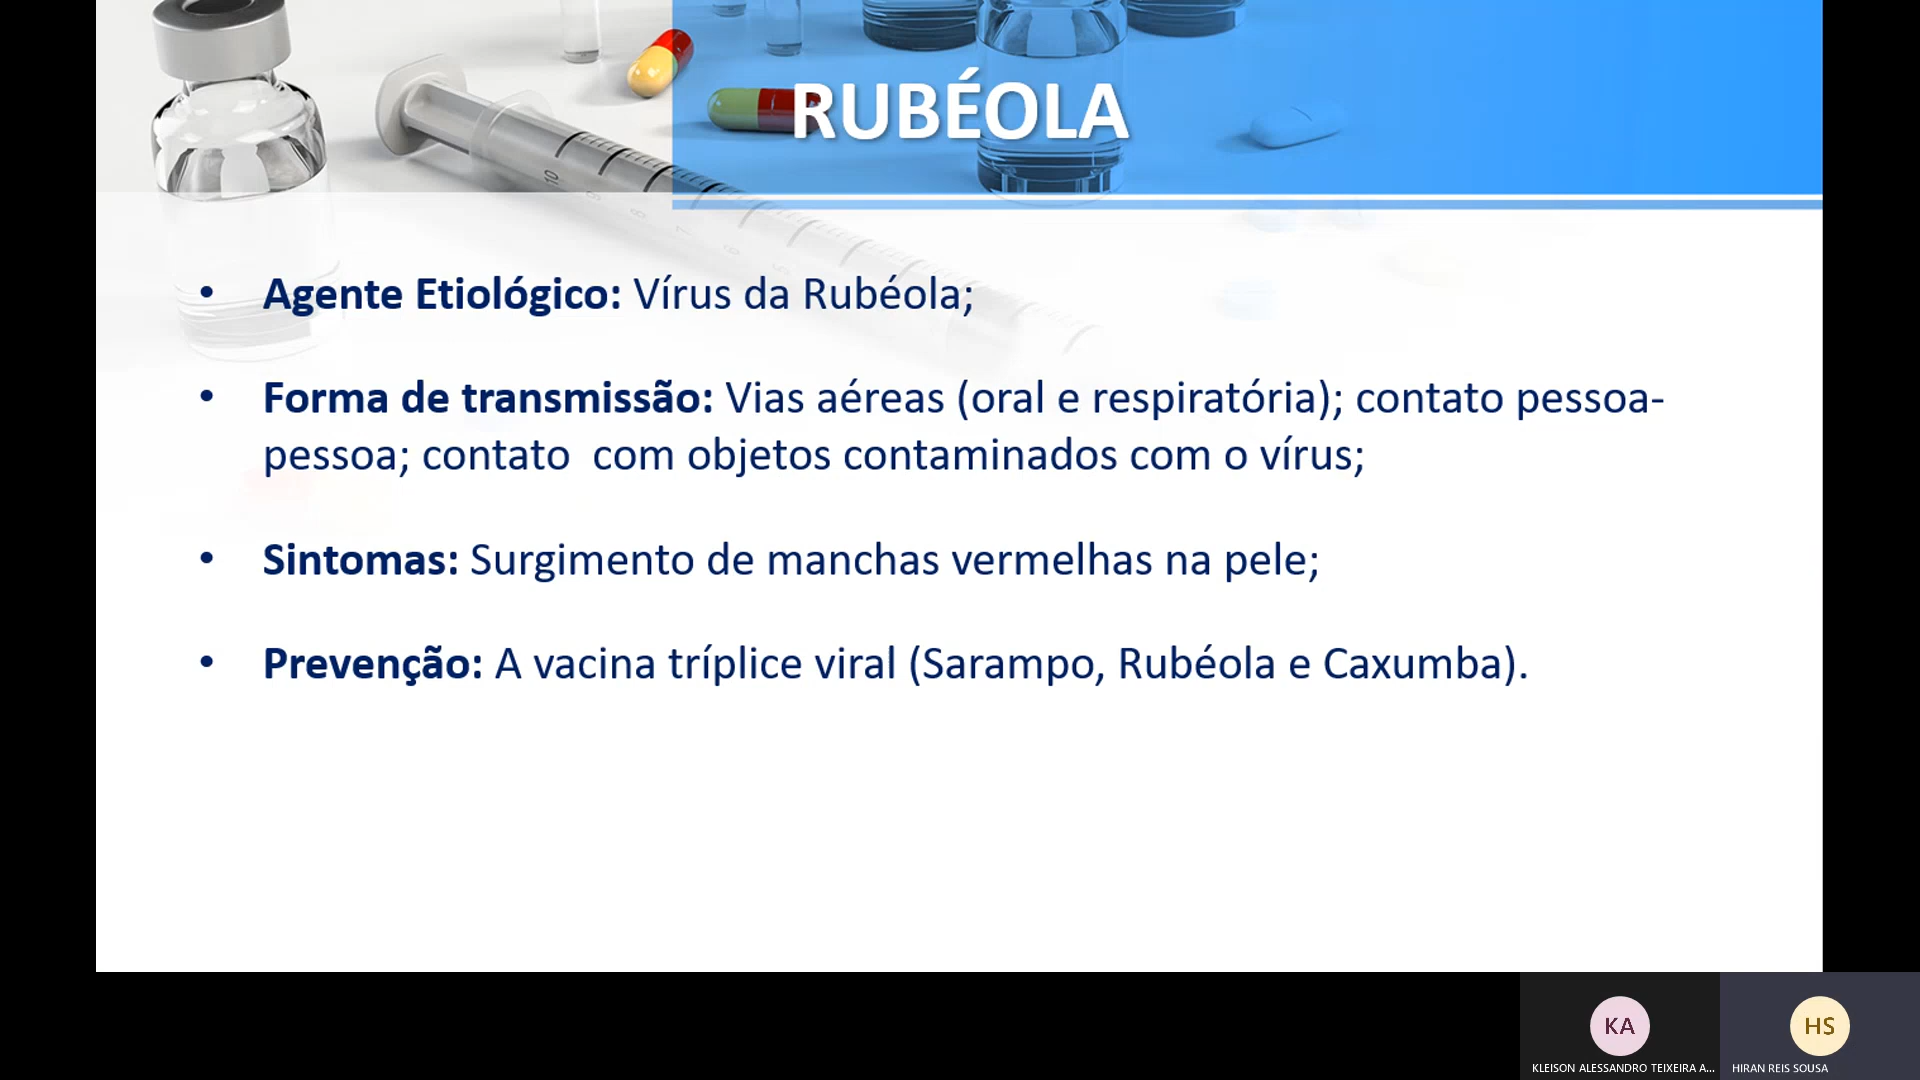 RUBÉOLA
• Agente Etiológico: Vírus da Rubéola;
• Forma de transmissão: Vias aéreas (oral e respiratória); contato pessoa-
pessoa; contato  com objetos contaminados com o vírus;
• Sintomas: Surgimento de manchas vermelhas na pele;
• Prevenção: A vacina tríplice viral (Sarampo, Rubéola e Caxumba).
KA
HS
KLEISON ALESSANDRO TEIXEIRA A...
HIRAN REIS SOUSA